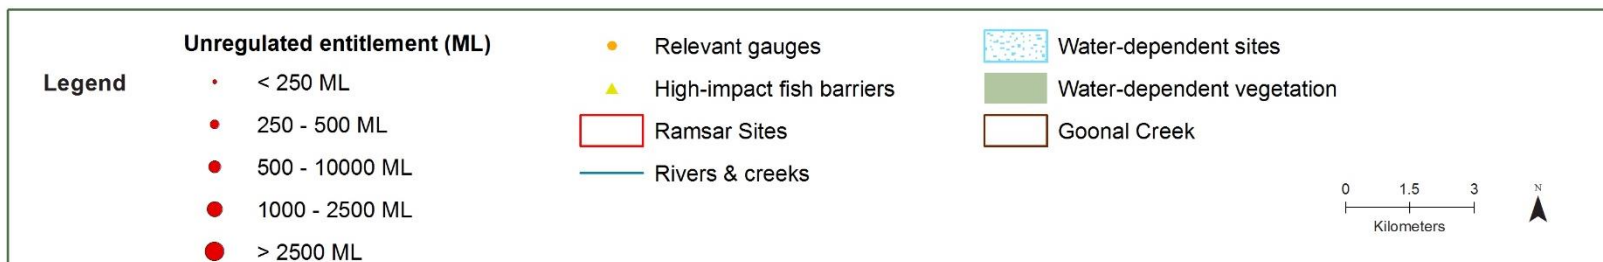 Legend
Unregulated entitlement (ML)
< 250 ML
250 - 500 ML
500 - 10000 ML
1000 - 2500 ML
> 2500 ML
Relevant gauges
High-impact fish barriers
Ramsar Sites
Rivers & creeks
Water-dependent sites
Water-dependent vegetation
Goonal Creek
0 1.5 3
Kilometers
N